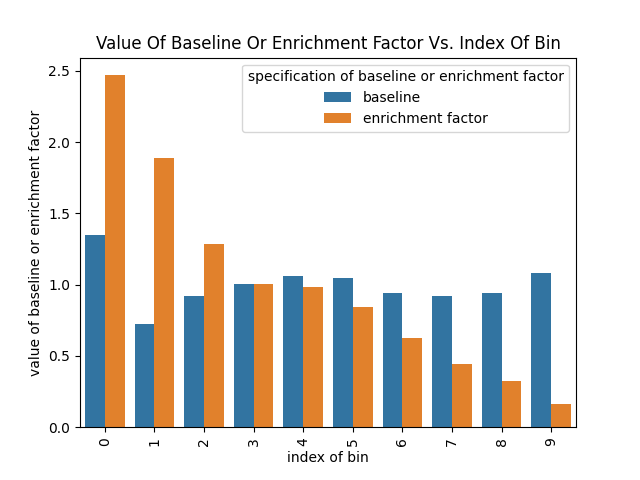 Value Of Baseline Or Enrichment Factor Vs. Index Of Bin
specification of baseline or enrichment factor
baseline
enrichment factor
value of baseline or enrichment factor
2.5
2.0
1.5
1.0
0.5
0.0
0 1 2 3 4 5 6 7 8 9
index of bin